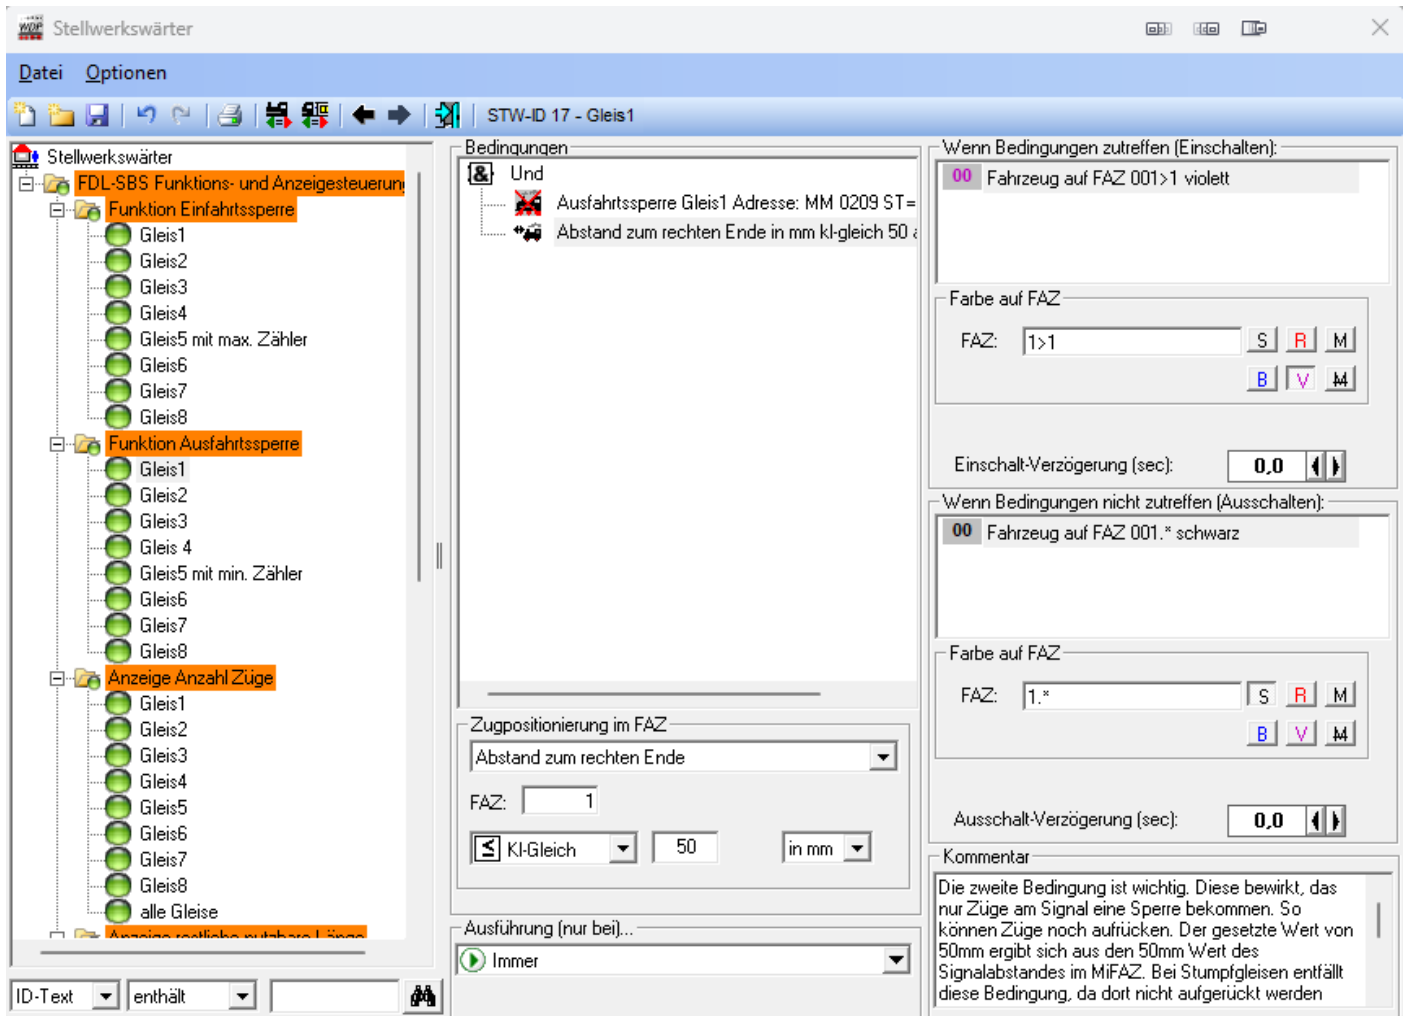 Stellwerkswärter
Datei Optionen
STW-ID 17 - Gleis1
Stellwerkswärter
FDL-SBS Funktions- und Anzeigesteuerun
Funktion Einfahrtssperre
Gleis1
Gleis2
Gleis3
Gleis4
Gleis5 mit max. Zähler
Gleis6
Gleis7
Gleis8
Funktion Ausfahrtssperre
Gleis1
Gleis2
Gleis3
Gleis 4
Gleis5 mit min. Zähler
Gleis6
Gleis7
Gleis8
Anzeige Anzahl Züge
Gleis1
Gleis2
Gleis3
Gleis4
Gleis5
Gleis6
Gleis7
Gleis8
alle Gleise
Anzeige restliche nutzbare Länge
ID-Text enthält
Bedingungen
& Und
Ausfahrtssperre Gleis1 Adresse: MM 0209 ST=
Abstand zum rechten Ende in mm kl-gleich 50 a
Zugpositionierung im FAZ
Abstand zum rechten Ende
FAZ: 1
≤ Kl-Gleich 50 in mm
Ausführung (nur bei)...
Immer
Wenn Bedingungen zutreffen (Einschalten):
00 Fahrzeug auf FAZ 001>1 violett
Farbe auf FAZ
FAZ: 1>1 S R M
B V M
Einschalt-Verzögerung (sec): 0,0
Wenn Bedingungen nicht zutreffen (Ausschalten):
00 Fahrzeug auf FAZ 001.* schwarz
Farbe auf FAZ
FAZ: 1.* S R M
B V M
Ausschalt-Verzögerung (sec): 0,0
Kommentar
Die zweite Bedingung ist wichtig. Diese bewirkt, das
nur Züge am Signal eine Sperre bekommen. So
können Züge noch aufrücken. Der gesetzte Wert von
50mm ergibt sich aus den 50mm Wert des
Signalabstandes im MiFAZ. Bei Stumpfgleisen entfällt
diese Bedingung, da dort nicht aufgerückt werden